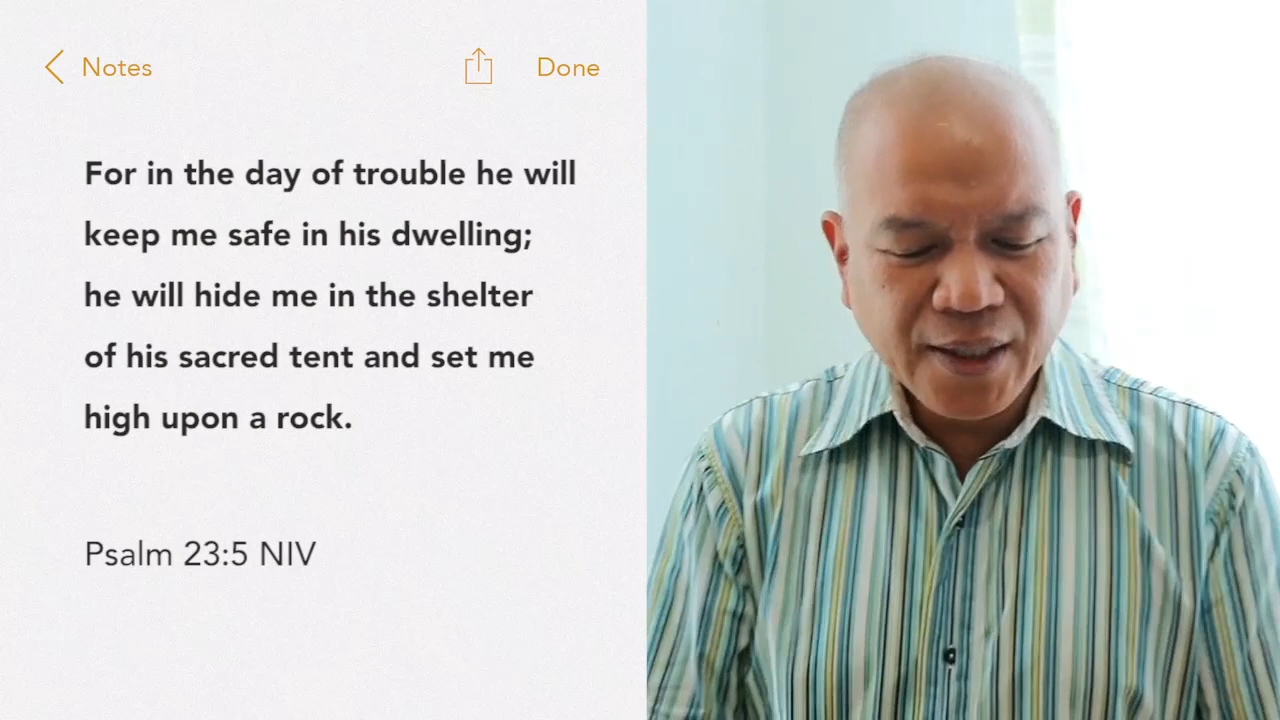 Notes
Done
For in the day of trouble he will
keep me safe in his dwelling;
he will hide me in the shelter
of his sacred tent and set me
high upon a rock.
Psalm 23:5 NIV